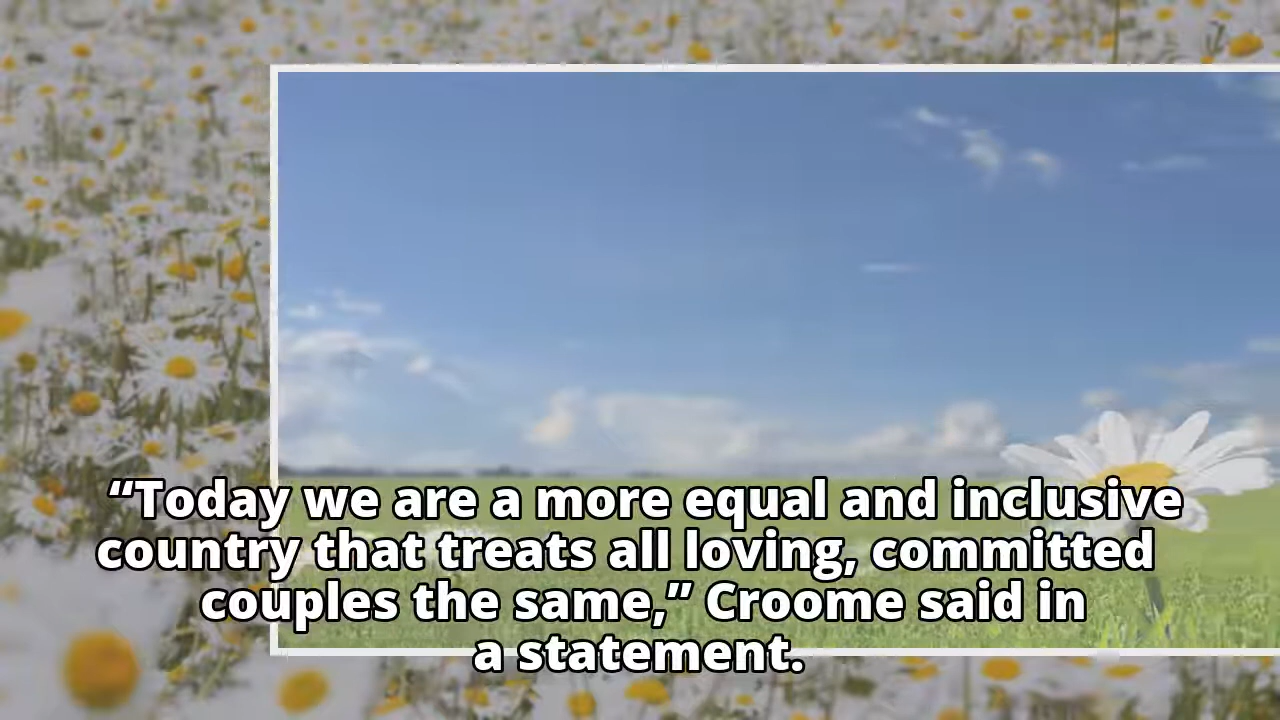 “Today we are a more equal and inclusive
country that treats all loving, committed
couples the same,” Croome said in
a statement.